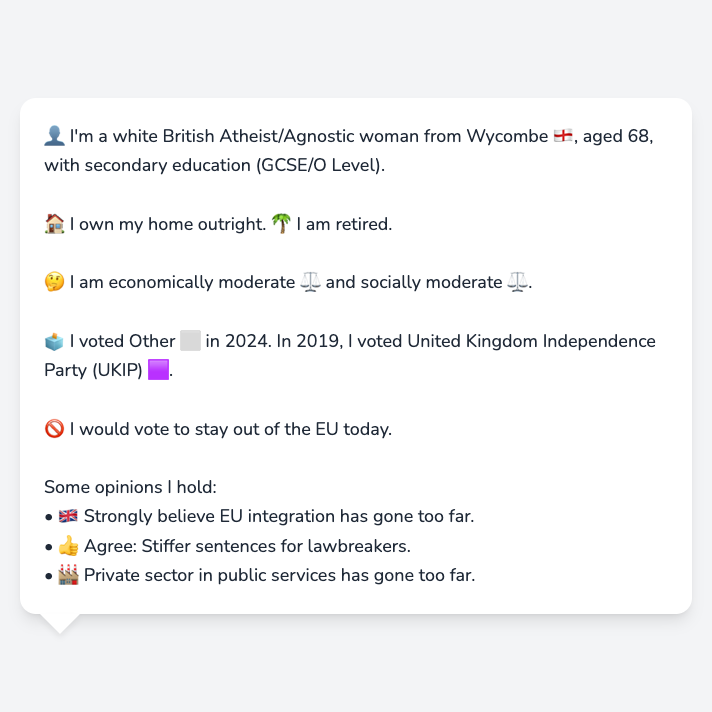 👤 I'm a white British Atheist/Agnostic woman from Wycombe 🏴󠁧󠁢󠁥󠁮󠁧󠁿, aged 68,
with secondary education (GCSE/O Level).
🏠 I own my home outright. 🌴 I am retired.
🤔 I am economically moderate ⚖️ and socially moderate ⚖️.
🗳️ I voted Other ⬜ in 2024. In 2019, I voted United Kingdom Independence
Party (UKIP) 🟪.
🚫 I would vote to stay out of the EU today.
Some opinions I hold:
• 🇬🇧 Strongly believe EU integration has gone too far.
• 👍 Agree: Stiffer sentences for lawbreakers.
• 🏭 Private sector in public services has gone too far.